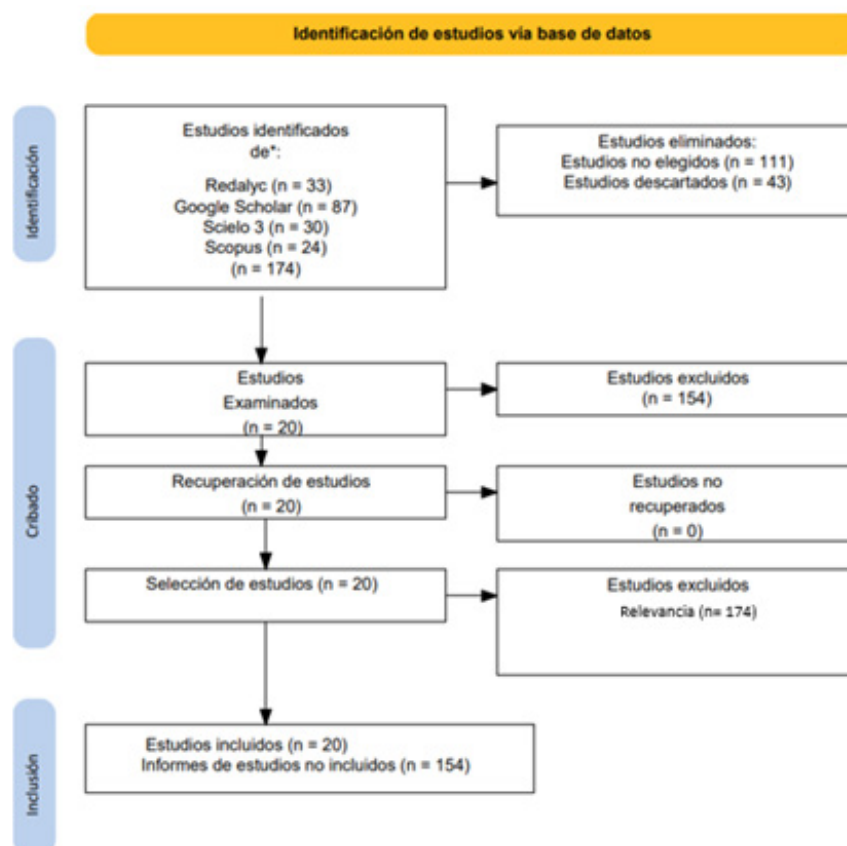 Identificación de estudios vía base de datos
Identificación
Estudios identificados
de*:
Redalyc (n = 33)
Google Scholar (n = 87)
Scielo 3 (n = 30)
Scopus (n = 24)
(n = 174)
Estudios eliminados:
Estudios no elegidos (n = 111)
Estudios descartados (n = 43)
Cribado
Estudios
Examinados
(n = 20)
Estudios excluidos
(n = 154)
Recuperación de estudios
(n = 20)
Estudios no
recuperados
(n = 0)
Selección de estudios (n = 20)
Estudios excluidos
Relevancia (n= 174)
Inclusión
Estudios incluidos (n = 20)
Informes de estudios no incluidos (n = 154)